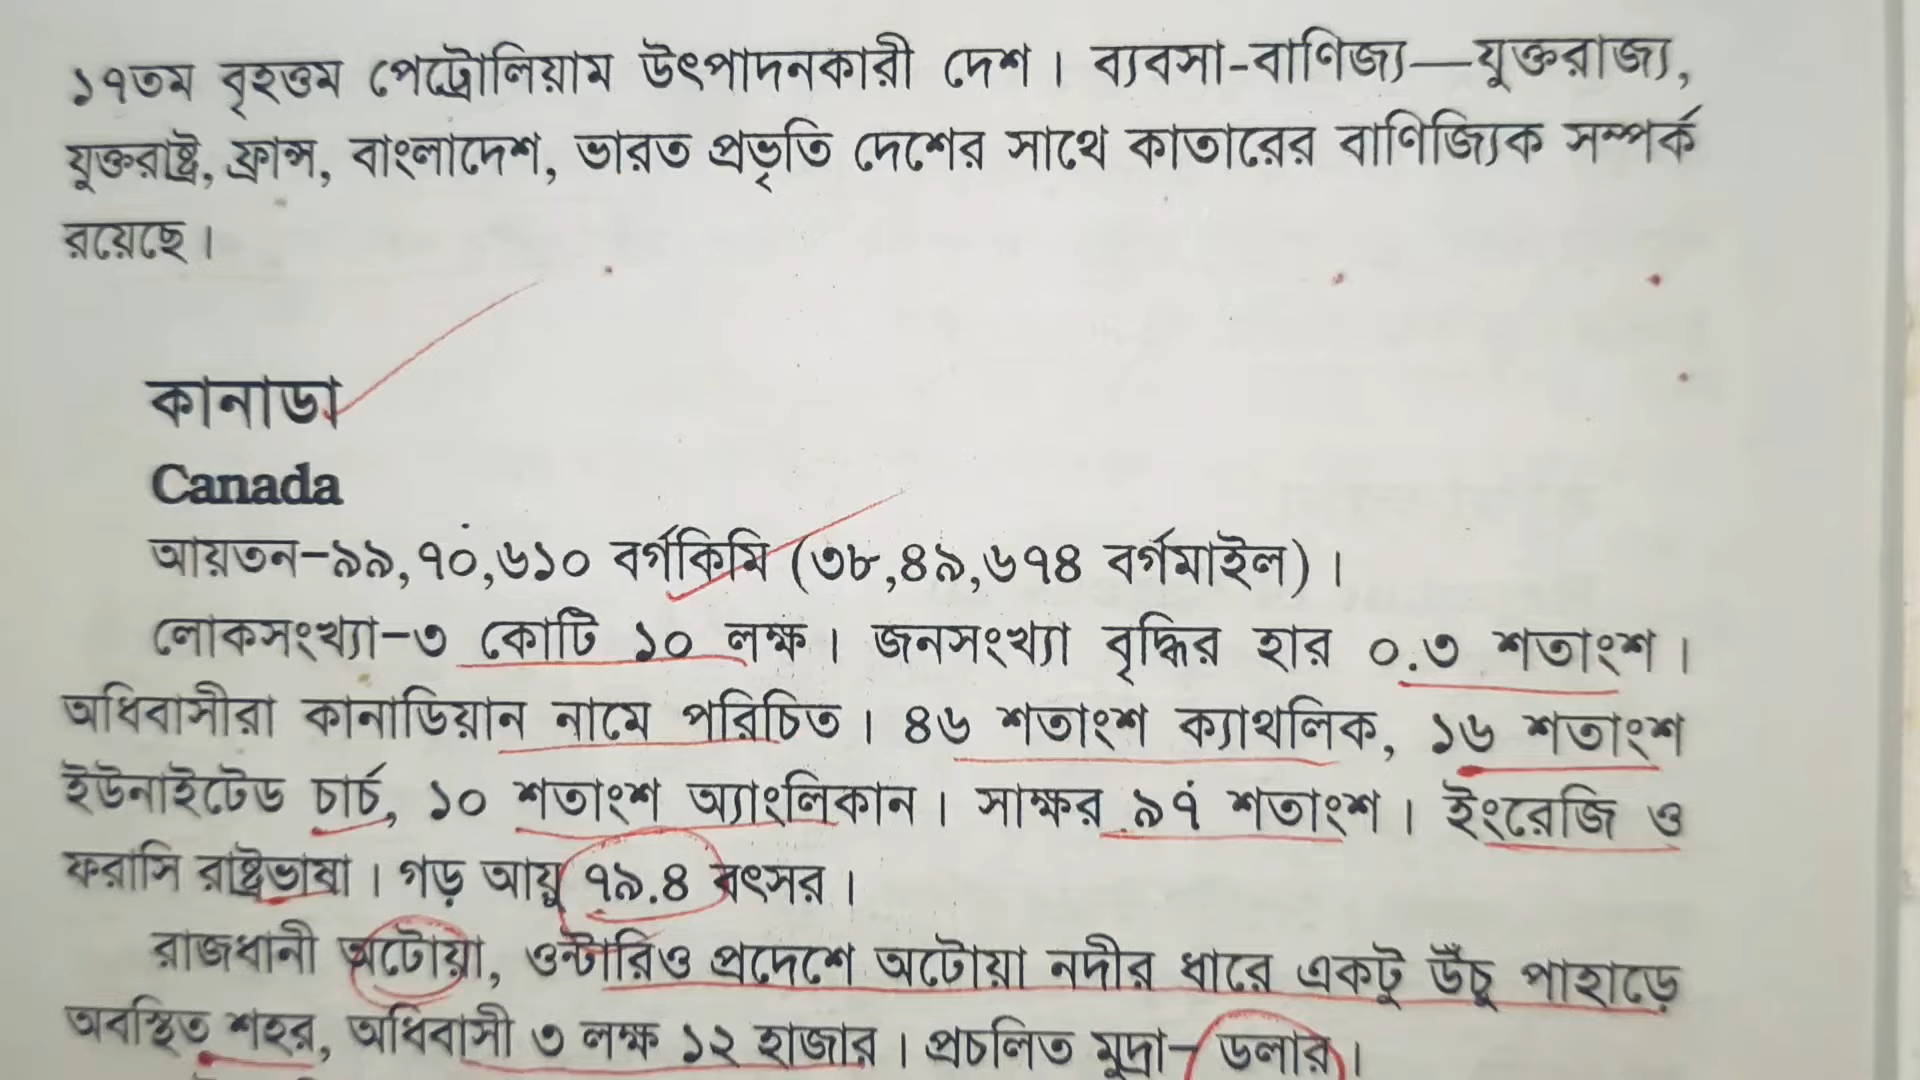 ১৭তম বৃহত্তম পেট্রোলিয়াম উৎপাদনকারী দেশ। ব্যবসা-বাণিজ্য—যুক্তরাজ্য,
যুক্তরাষ্ট্র, ফ্রান্স, বাংলাদেশ, ভারত প্রভৃতি দেশের সাথে কাতারের বাণিজ্যিক সম্পর্ক
রয়েছে।
কানাডা
Canada
আয়তন-৯৯,৭০,৬১০ বর্গকিমি (৩৮,৪৯,৬৭৪ বর্গমাইল)।
লোকসংখ্যা-৩ কোটি ১০ লক্ষ। জনসংখ্যা বৃদ্ধির হার ০.৩ শতাংশ।
অধিবাসীরা কানাডিয়ান নামে পরিচিত। ৪৬ শতাংশ ক্যাথলিক, ১৬ শতাংশ
ইউনাইটেড চার্চ, ১০ শতাংশ অ্যাংলিকান। সাক্ষর ৯৭ শতাংশ। ইংরেজি ও
ফরাসি রাষ্ট্রভাষা। গড় আয়ু ৭৯.৪ বৎসর।
রাজধানী অটোয়া, ওন্টারিও প্রদেশে অটোয়া নদীর ধারে একটু উঁচু পাহাড়ে
অবস্থিত শহর, অধিবাসী ৩ লক্ষ ১২ হাজার। প্রচলিত মুদ্রা- ডলার।